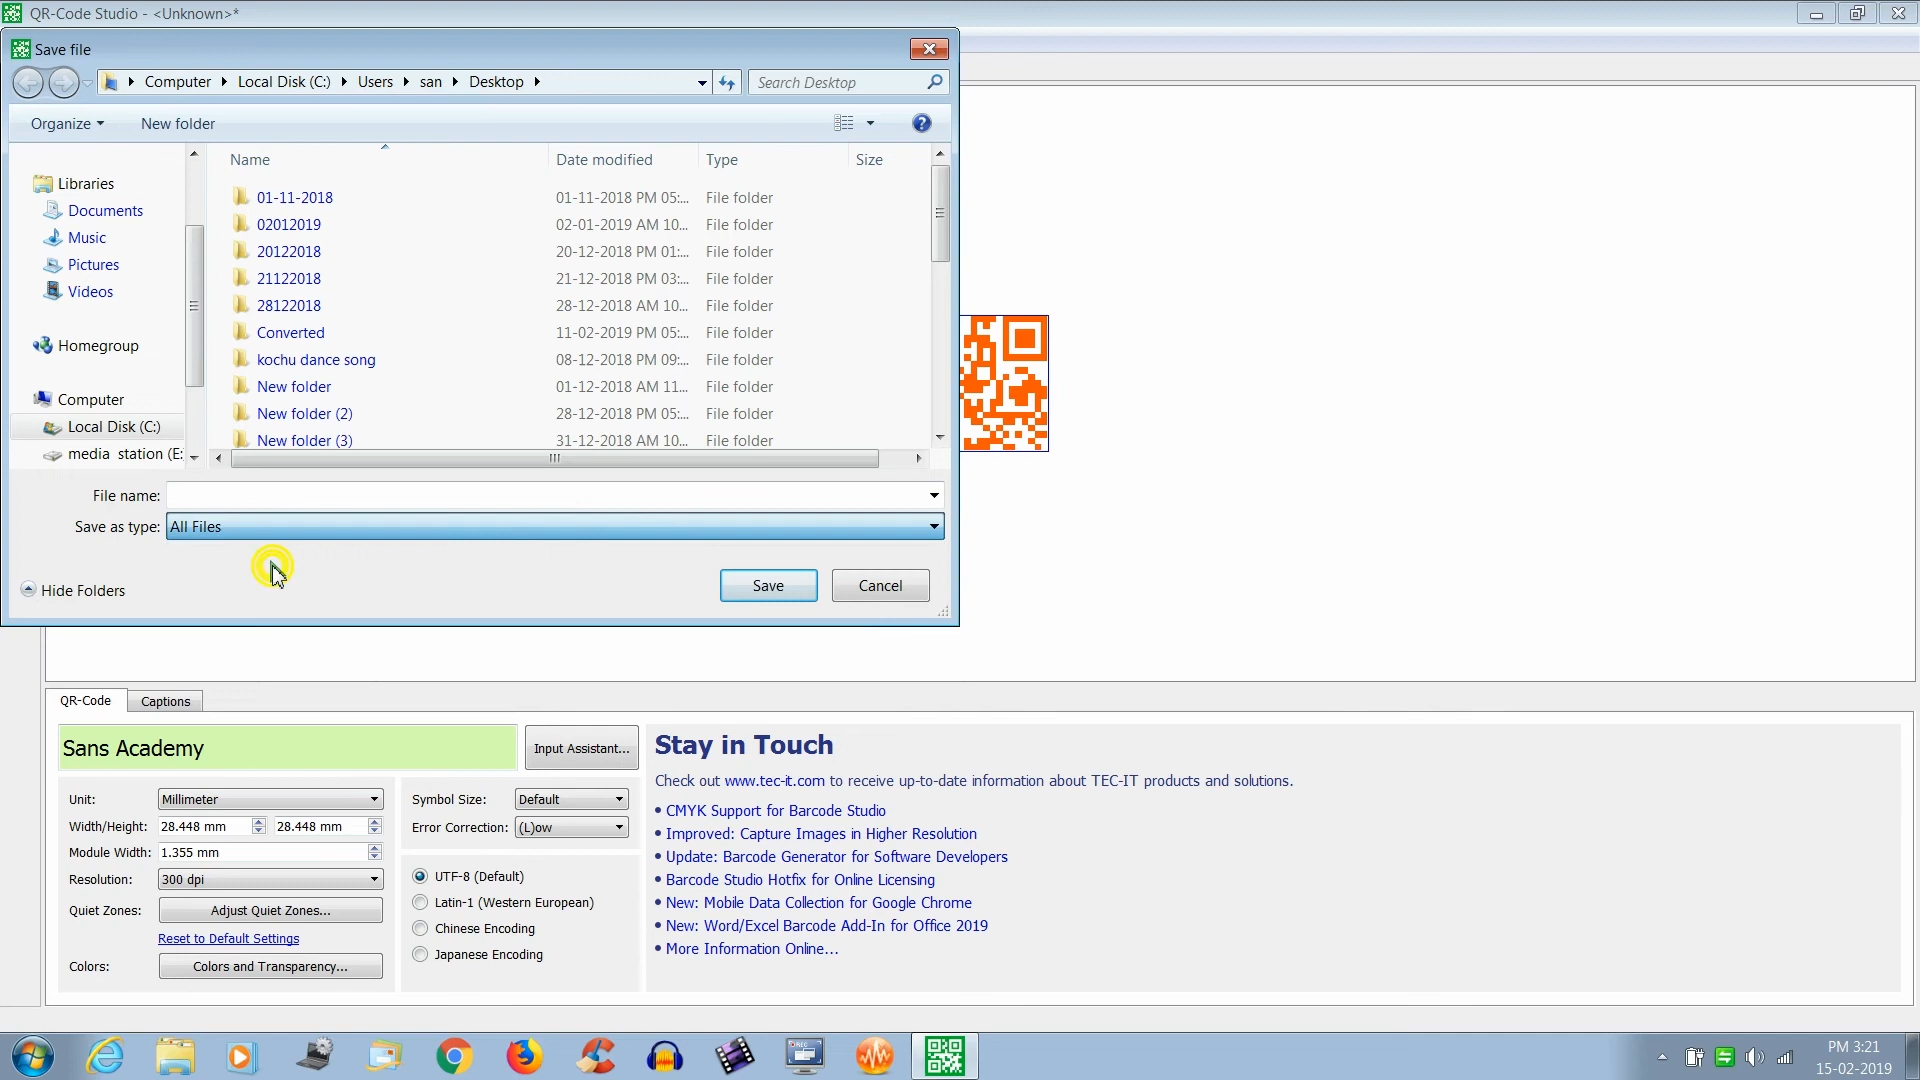 QR-Code Studio - <Unknown>*
Save file
Computer Local Disk (C:) Users san Desktop
Search Desktop
Organize New folder
Name Date modified Type Size
Libraries
Documents
Music
Pictures
Videos
Homegroup
Computer
Local Disk (C:)
media station (E:
01-11-2018 01-11-2018 PM 05:... File folder
02012019 02-01-2019 AM 10... File folder
20122018 20-12-2018 PM 01:... File folder
21122018 21-12-2018 PM 03:... File folder
28122018 28-12-2018 AM 10... File folder
Converted 11-02-2019 PM 05:... File folder
kochu dance song 08-12-2018 PM 09:... File folder
New folder 01-12-2018 AM 11... File folder
New folder (2) 28-12-2018 PM 05:... File folder
New folder (3) 31-12-2018 AM 10... File folder
File name:
Save as type: All Files
Hide Folders
Save Cancel
QR-Code Captions
Sans Academy
Input Assistant...
Unit: Millimeter
Width/Height: 28.448 mm 28.448 mm
Module Width: 1.355 mm
Resolution: 300 dpi
Quiet Zones: Adjust Quiet Zones...
Reset to Default Settings
Colors: Colors and Transparency...
Symbol Size: Default
Error Correction: (L)ow
UTF-8 (Default)
Latin-1 (Western European)
Chinese Encoding
Japanese Encoding
Stay in Touch
Check out www.tec-it.com to receive up-to-date information about TEC-IT products and solutions.
• CMYK Support for Barcode Studio
• Improved: Capture Images in Higher Resolution
• Update: Barcode Generator for Software Developers
• Barcode Studio Hotfix for Online Licensing
• New: Mobile Data Collection for Google Chrome
• New: Word/Excel Barcode Add-In for Office 2019
• More Information Online...
REC
PM 3:21
15-02-2019